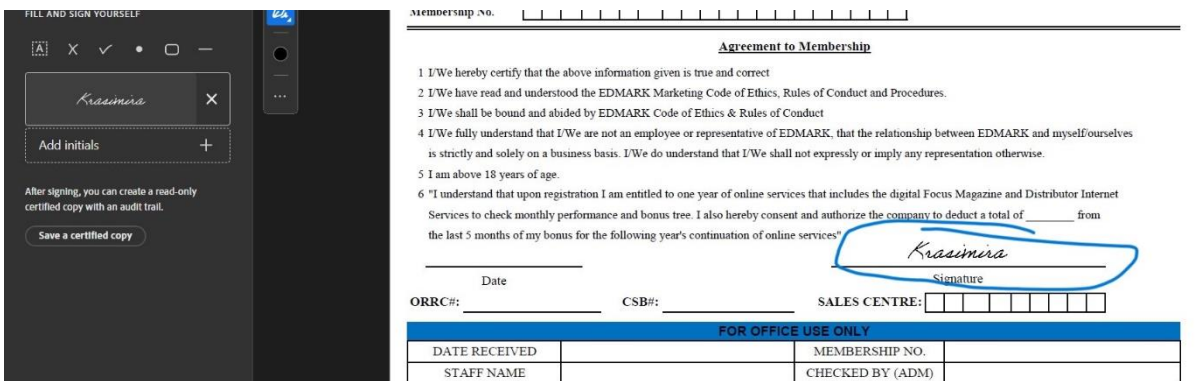 FILL AND SIGN YOURSELF
Krasimira
Add initials
After signing, you can create a read-only
certified copy with an audit trail.
Save a certified copy
Membership No.
Agreement to Membership
1 I/We hereby certify that the above information given is true and correct
2 I/We have read and understood the EDMARK Marketing Code of Ethics, Rules of Conduct and Procedures.
3 I/We shall be bound and abided by EDMARK Code of Ethics & Rules of Conduct
4 I/We fully understand that I/We are not an employee or representative of EDMARK, that the relationship between EDMARK and myself/ourselves
is strictly and solely on a business basis. I/We do understand that I/We shall not expressly or imply any representation otherwise.
5 I am above 18 years of age.
6 "I understand that upon registration I am entitled to one year of online services that includes the digital Focus Magazine and Distributor Internet
Services to check monthly performance and bonus tree. I also hereby consent and authorize the company to deduct a total of ________ from
the last 5 months of my bonus for the following year's continuation of online services"
Krasimira
Date Signature
ORRC#: CSB#: SALES CENTRE:
FOR OFFICE USE ONLY
DATE RECEIVED MEMBERSHIP NO.
STAFF NAME CHECKED BY (ADM)